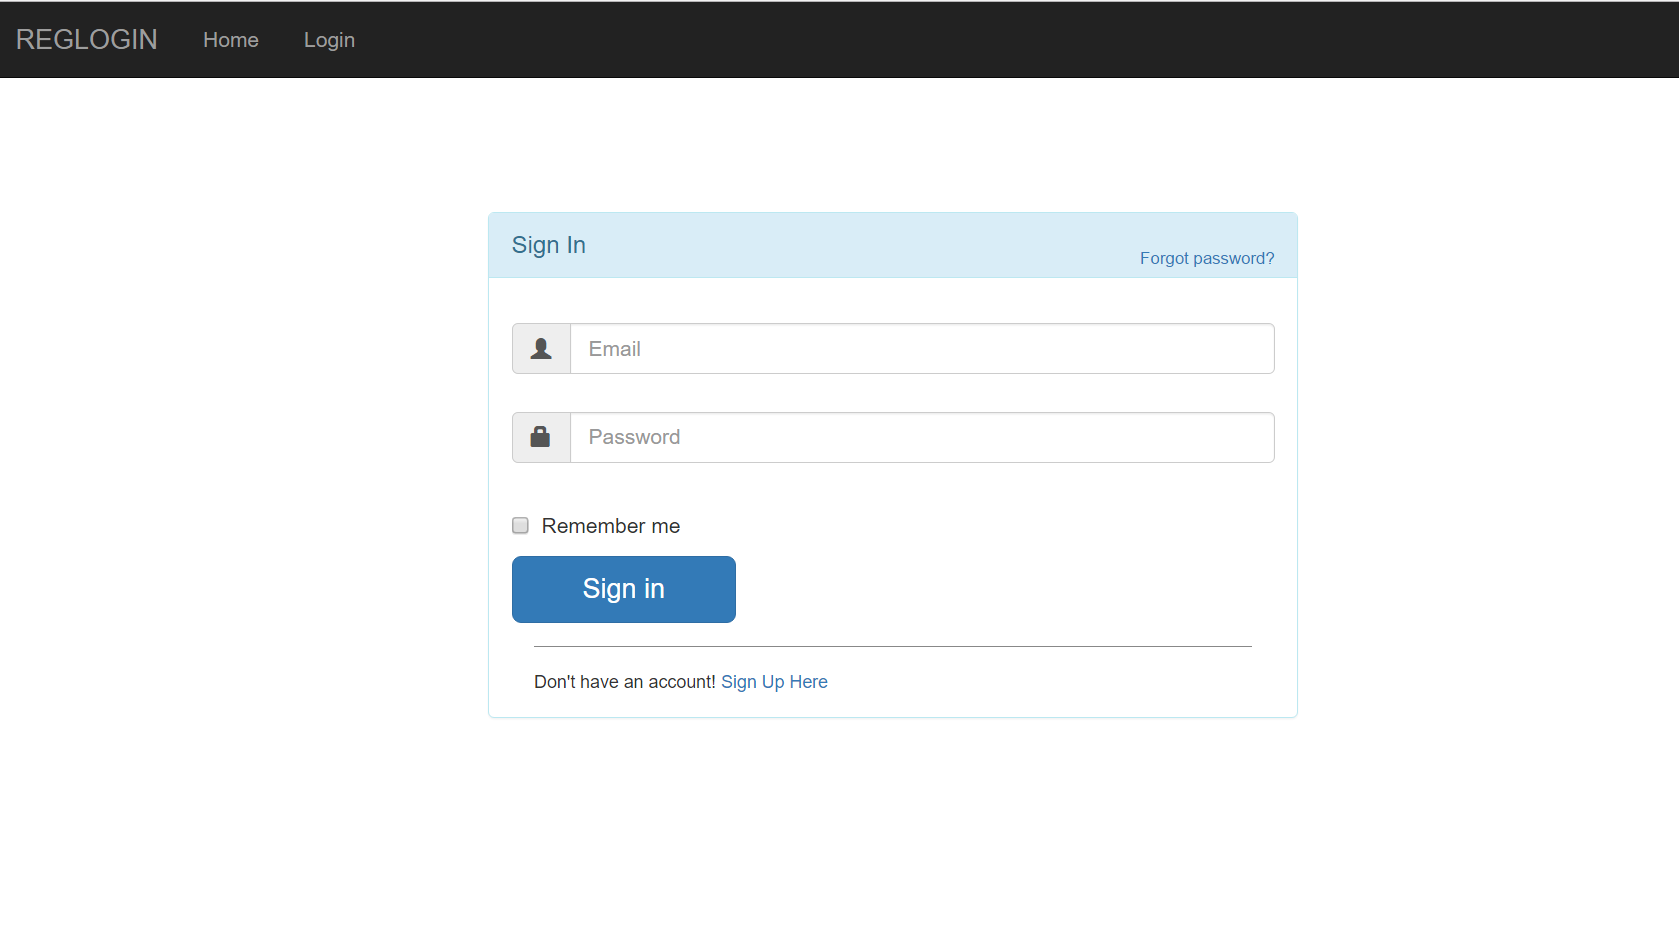 REGLOGIN Home Login
Sign In
Forgot password?
Email
Password
Remember me
Sign in
Don't have an account! Sign Up Here